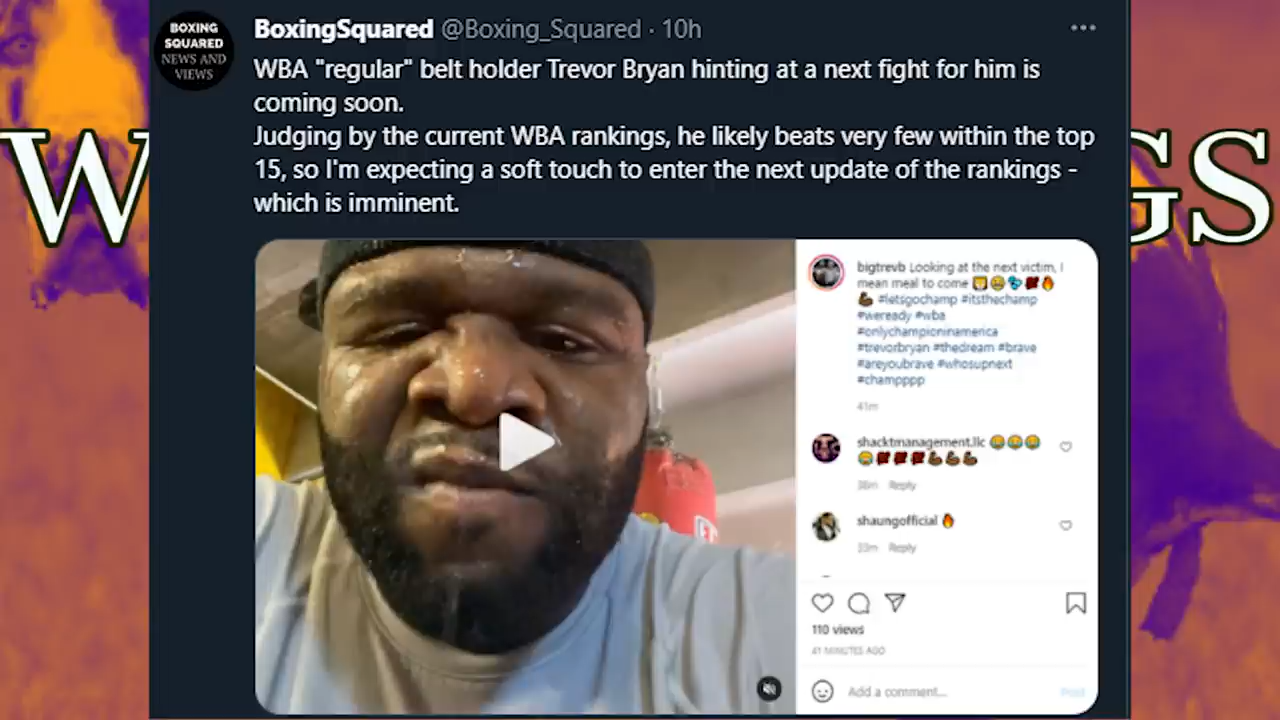 BOXING
SQUARED
NEWS AND
VIEWS
BoxingSquared @Boxing_Squared · 10h
WBA "regular" belt holder Trevor Bryan hinting at a next fight for him is
coming soon.
Judging by the current WBA rankings, he likely beats very few within the top
15, so I'm expecting a soft touch to enter the next update of the rankings -
which is imminent.
W
GS
bigtrevb Looking at the next victim, I
mean meal to come
#letsgochamp #itsthechamp
#weready #wba
#onlychampioninamerica
#trevorbryan #thedream #brave
#areyoubrave #whosupnext
#champppp
41m
shacktmanagement.llc
38m Reply
shaungofficial
33m Reply
110 views
41 MINUTES AGO
Add a comment... Post